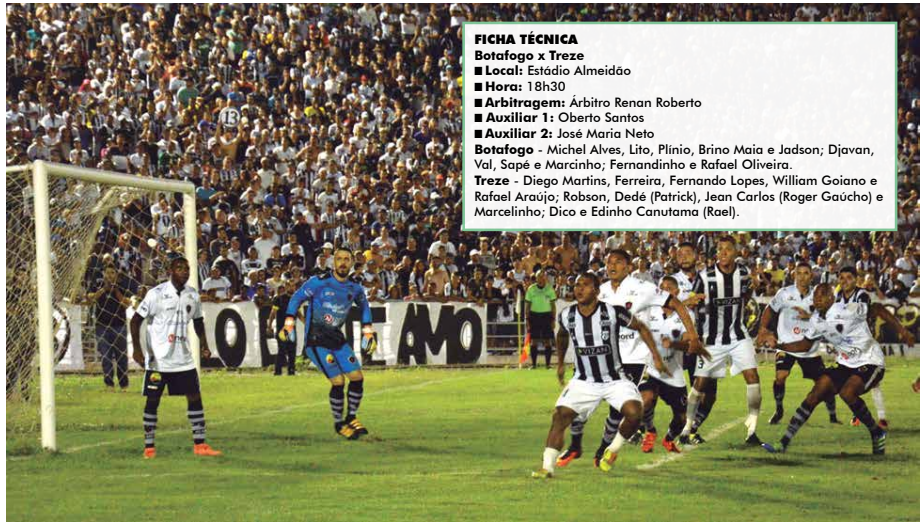 FICHA TÉCNICA
Botafogo x Treze
■ Local: Estádio Almeidão
■ Hora: 18h30
■ Arbitragem: Árbitro Renan Roberto
■ Auxiliar 1: Oberto Santos
■ Auxiliar 2: José Maria Neto
Botafogo - Michel Alves, Lito, Plínio, Brino Maia e Jadson; Djavan,
Val, Sapé e Marcinho; Fernandinho e Rafael Oliveira.
Treze - Diego Martins, Ferreira, Fernando Lopes, William Goiano e
Rafael Araújo; Robson, Dedé (Patrick), Jean Carlos (Roger Gaúcho) e
Marcelinho; Dico e Edinho Canutama (Rael).
13
AMO
VIZANI